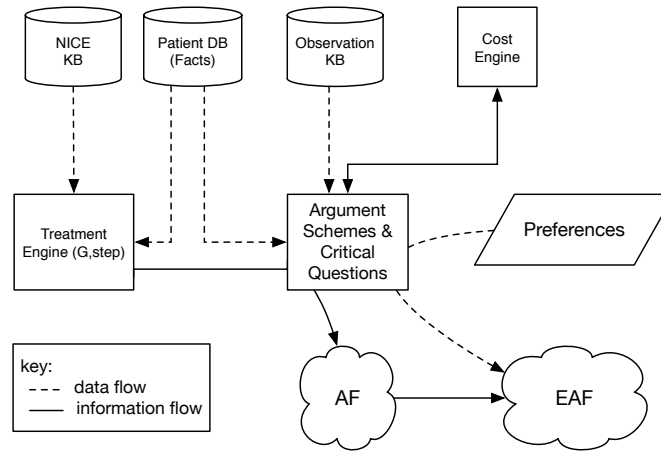 NICE
KB
Patient DB
(Facts)
Observation
KB
Cost
Engine
Treatment
Engine (G,step)
Argument
Schemes &
Critical
Questions
Preferences
key:
data flow
information flow
AF
EAF